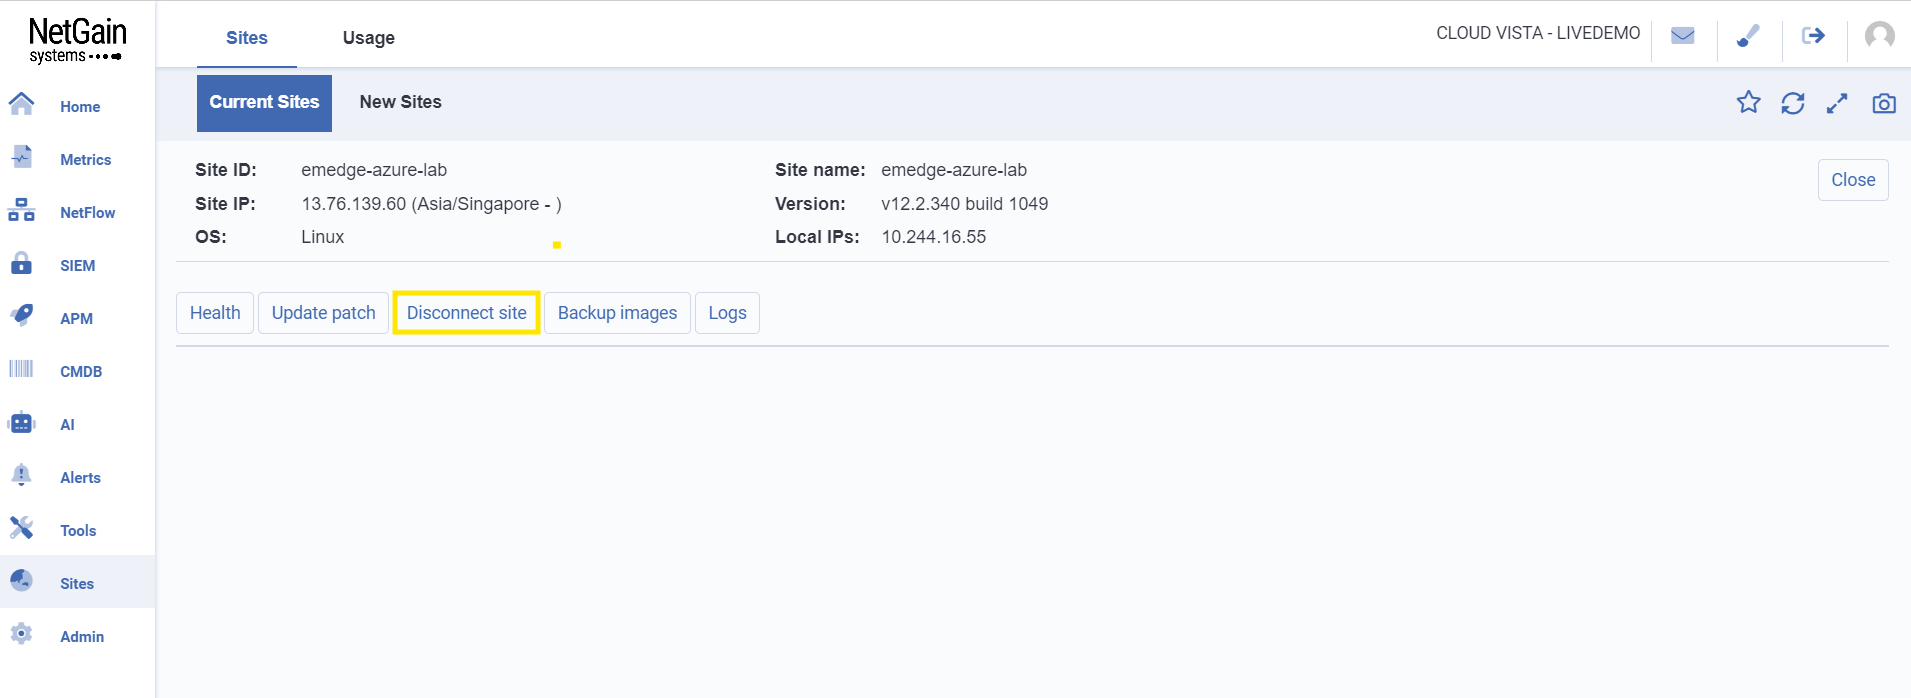 NetGain
systems
Sites Usage
CLOUD VISTA - LIVEDEMO
Current Sites New Sites
Home
Metrics
NetFlow
SIEM
APM
CMDB
AI
Alerts
Tools
Sites
Admin
Site ID: emedge-azure-lab Site name: emedge-azure-lab
Close
Site IP: 13.76.139.60 (Asia/Singapore - ) Version: v12.2.340 build 1049
OS: Linux Local IPs: 10.244.16.55
Health Update patch Disconnect site Backup images Logs